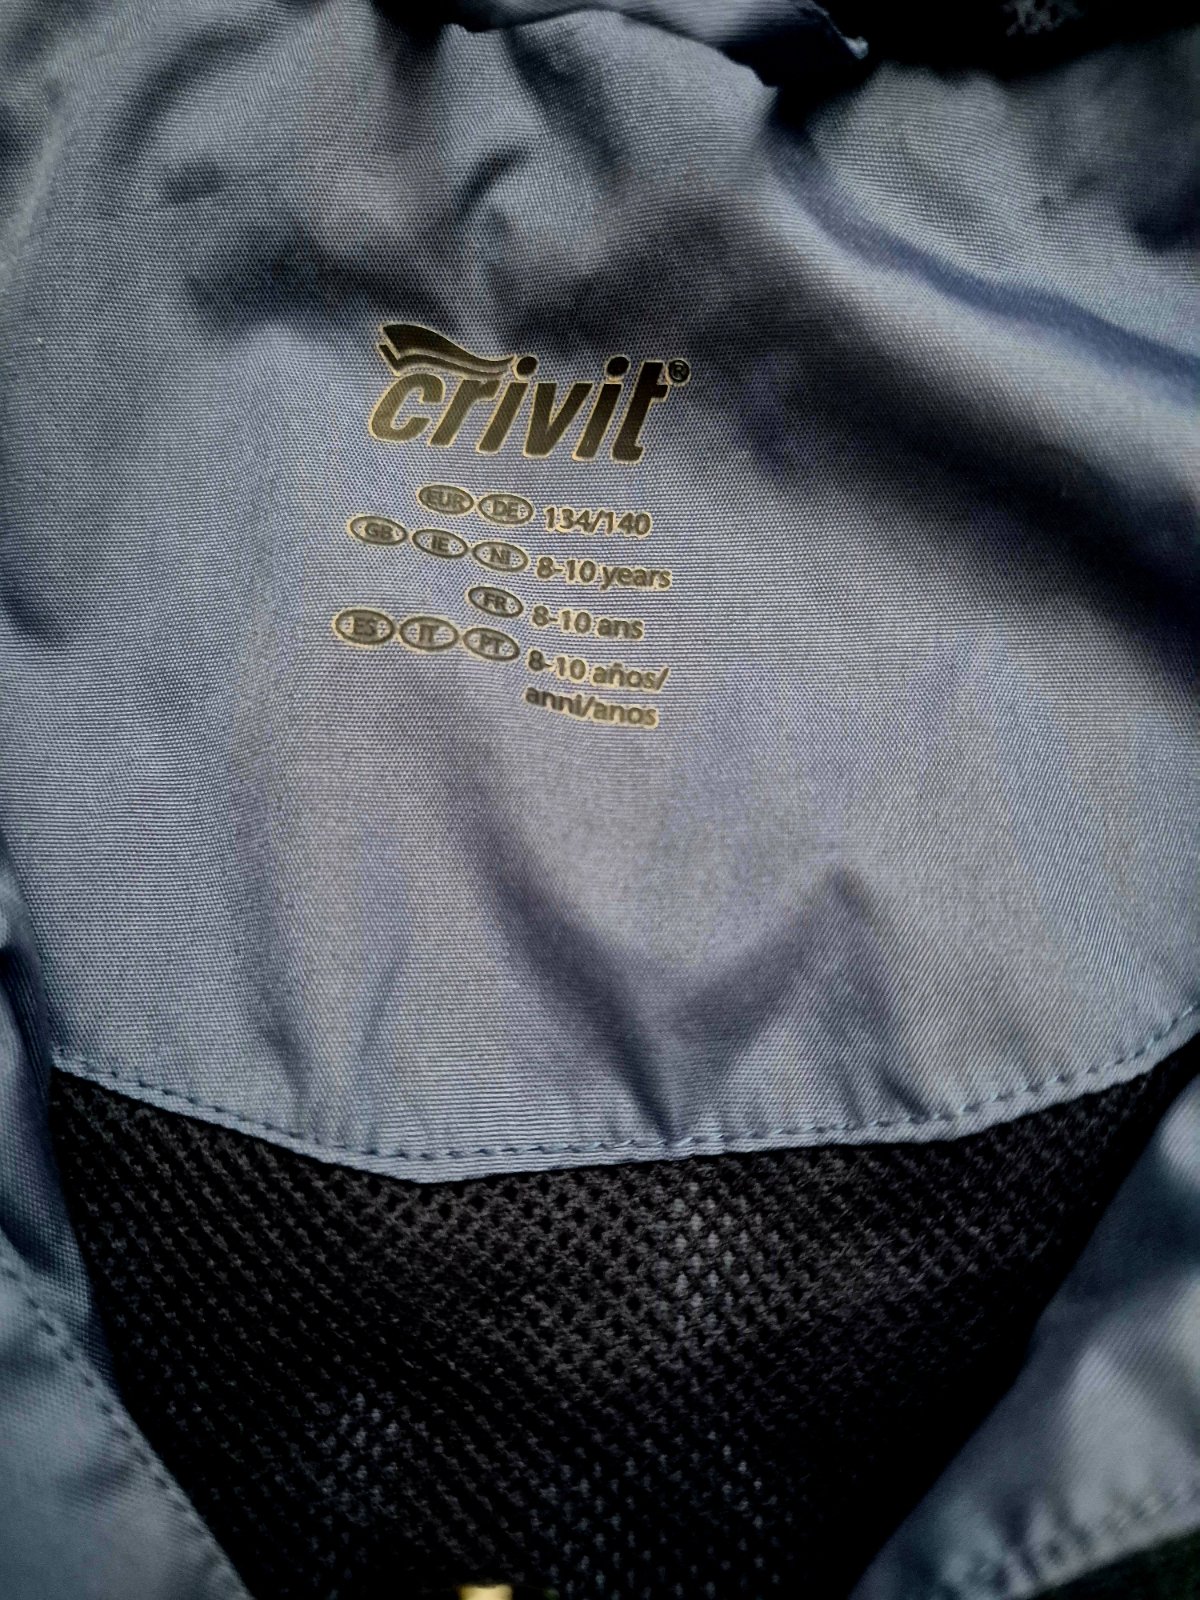 crivit®
EUR DE 134/140
GB IE NI 8-10 years
FR 8-10 ans
ES IT PT 8-10 años/
anni/anos